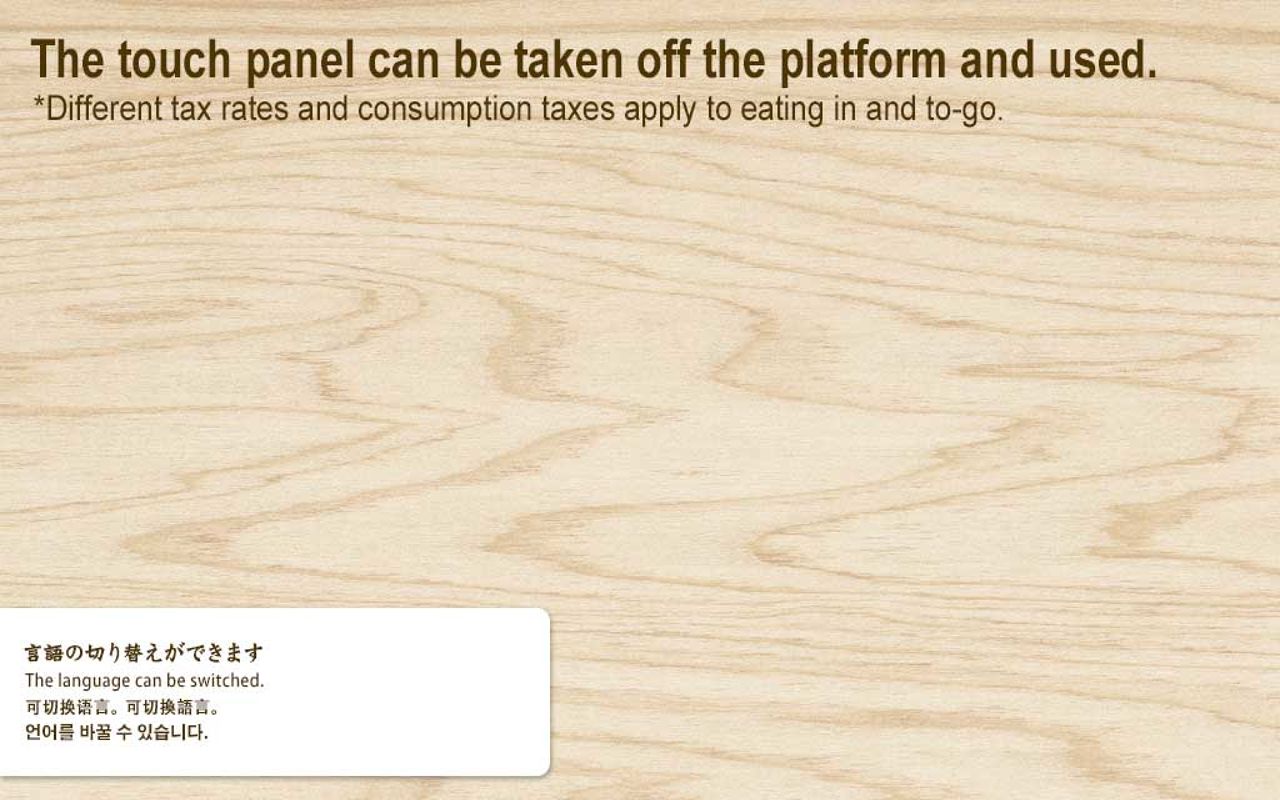 The touch panel can be taken off the platform and used.
*Different tax rates and consumption taxes apply to eating in and to-go.
言語の切り替えができます
The language can be switched.
可切换语言。可切換語言。
언어를 바꿀 수 있습니다.